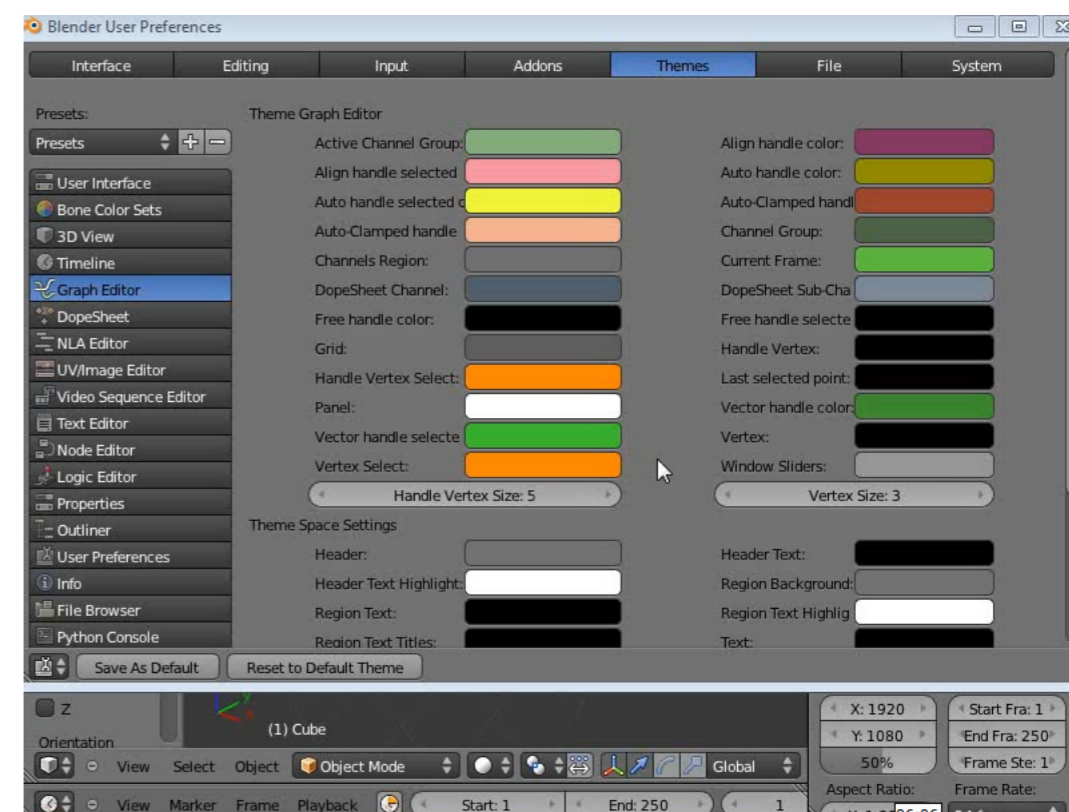 Blender User Preferences
Interface Editing Input Addons Themes File System
Presets:
Presets
User Interface
Bone Color Sets
3D View
Timeline
Graph Editor
DopeSheet
NLA Editor
UV/Image Editor
Video Sequence Editor
Text Editor
Node Editor
Logic Editor
Properties
Outliner
User Preferences
Info
File Browser
Python Console
Theme Graph Editor
Active Channel Group: Align handle color:
Align handle selected Auto handle color:
Auto handle selected c Auto-Clamped handl
Auto-Clamped handle Channel Group:
Channels Region: Current Frame:
DopeSheet Channel: DopeSheet Sub-Cha
Free handle color: Free handle selecte
Grid: Handle Vertex:
Handle Vertex Select: Last selected point:
Panel: Vector handle color:
Vector handle selecte Vertex:
Vertex Select: Window Sliders:
Handle Vertex Size: 5 Vertex Size: 3
Theme Space Settings
Header: Header Text:
Header Text Highlight: Region Background:
Region Text: Region Text Highlig
Region Text Titles: Text:
Save As Default Reset to Default Theme
Z
Orientation
(1) Cube
View Select Object Object Mode Global
View Marker Frame Playback Start: 1 End: 250 1
X: 1920 Start Fra: 1
Y: 1080 End Fra: 250
50% Frame Ste: 1
Aspect Ratio: Frame Rate: